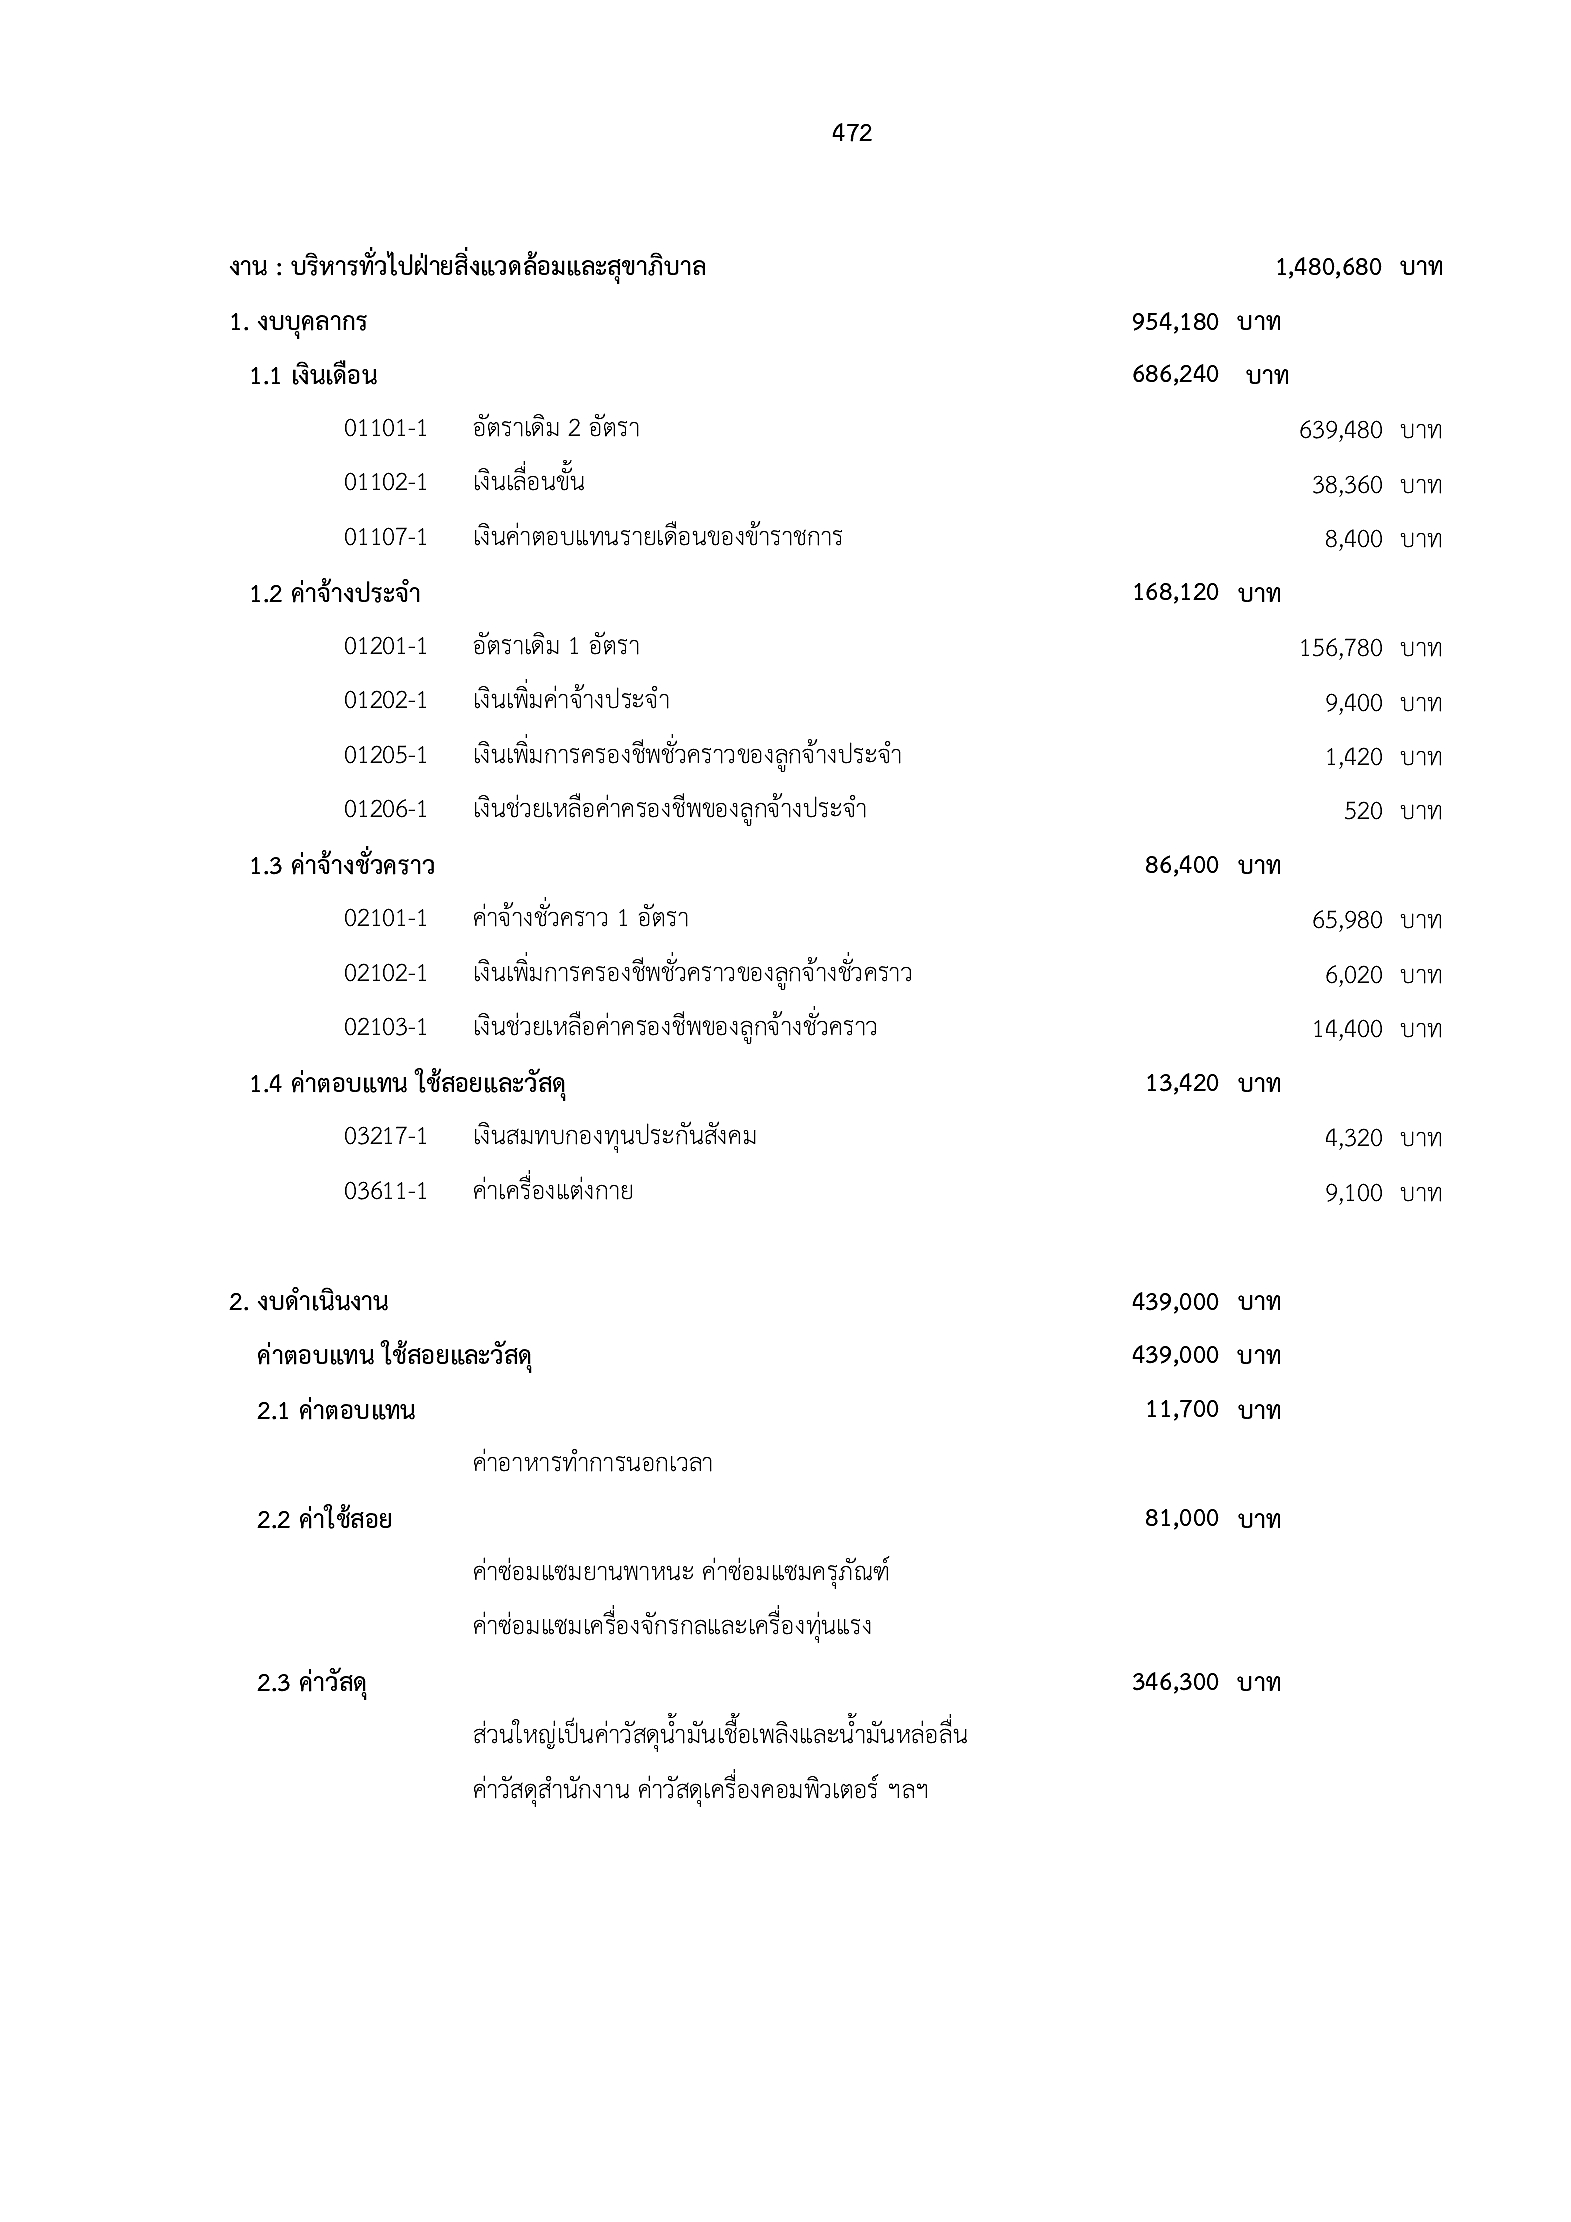 472
งาน : บริหารทั่วไปฝ่ายสิ่งแวดล้อมและสุขาภิบาล 1,480,680 บาท
1. งบบุคลากร 954,180 บาท
1.1 เงินเดือน 686,240 บาท
01101-1 อัตราเดิม 2 อัตรา 639,480 บาท
01102-1 เงินเลื่อนขั้น 38,360 บาท
01107-1 เงินค่าตอบแทนรายเดือนของข้าราชการ 8,400 บาท
1.2 ค่าจ้างประจำ 168,120 บาท
01201-1 อัตราเดิม 1 อัตรา 156,780 บาท
01202-1 เงินเพิ่มค่าจ้างประจำ 9,400 บาท
01205-1 เงินเพิ่มการครองชีพชั่วคราวของลูกจ้างประจำ 1,420 บาท
01206-1 เงินช่วยเหลือค่าครองชีพของลูกจ้างประจำ 520 บาท
1.3 ค่าจ้างชั่วคราว 86,400 บาท
02101-1 ค่าจ้างชั่วคราว 1 อัตรา 65,980 บาท
02102-1 เงินเพิ่มการครองชีพชั่วคราวของลูกจ้างชั่วคราว 6,020 บาท
02103-1 เงินช่วยเหลือค่าครองชีพของลูกจ้างชั่วคราว 14,400 บาท
1.4 ค่าตอบแทน ใช้สอยและวัสดุ 13,420 บาท
03217-1 เงินสมทบกองทุนประกันสังคม 4,320 บาท
03611-1 ค่าเครื่องแต่งกาย 9,100 บาท
2. งบดำเนินงาน 439,000 บาท
ค่าตอบแทน ใช้สอยและวัสดุ 439,000 บาท
2.1 ค่าตอบแทน 11,700 บาท
ค่าอาหารทำการนอกเวลา
2.2 ค่าใช้สอย 81,000 บาท
ค่าซ่อมแซมยานพาหนะ ค่าซ่อมแซมครุภัณฑ์
ค่าซ่อมแซมเครื่องจักรกลและเครื่องทุ่นแรง
2.3 ค่าวัสดุ 346,300 บาท
ส่วนใหญ่เป็นค่าวัสดุน้ำมันเชื้อเพลิงและน้ำมันหล่อลื่น
ค่าวัสดุสำนักงาน ค่าวัสดุเครื่องคอมพิวเตอร์ ฯลฯ